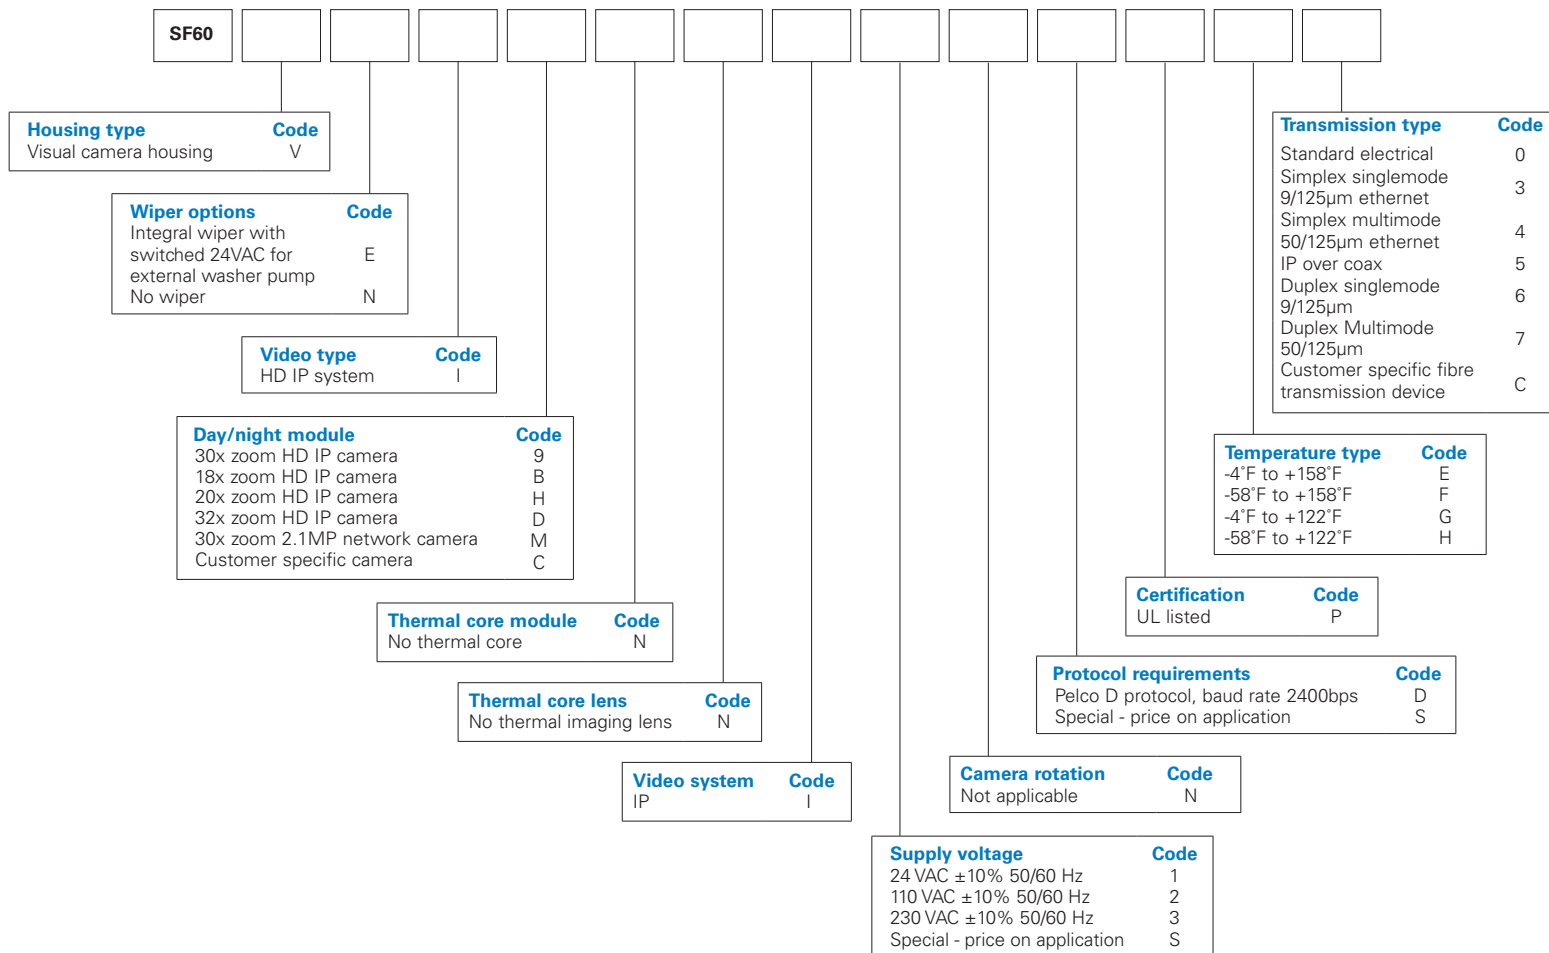 SF60
Housing type Code
Visual camera housing V
Wiper options Code
Integral wiper with
switched 24VAC for E
external washer pump
No wiper N
Video type Code
HD IP system I
Day/night module Code
30x zoom HD IP camera 9
18x zoom HD IP camera B
20x zoom HD IP camera H
32x zoom HD IP camera D
30x zoom 2.1MP network camera M
Customer specific camera C
Thermal core module Code
No thermal core N
Thermal core lens Code
No thermal imaging lens N
Video system Code
IP I
Supply voltage Code
24 VAC ±10% 50/60 Hz 1
110 VAC ±10% 50/60 Hz 2
230 VAC ±10% 50/60 Hz 3
Special - price on application S
Camera rotation Code
Not applicable N
Protocol requirements Code
Pelco D protocol, baud rate 2400bps D
Special - price on application S
Certification Code
UL listed P
Temperature type Code
-4˚F to +158˚F E
-58˚F to +158˚F F
-4˚F to +122˚F G
-58˚F to +122˚F H
Transmission type Code
Standard electrical 0
Simplex singlemode
9/125µm ethernet 3
Simplex multimode
50/125µm ethernet 4
IP over coax 5
Duplex singlemode
9/125µm 6
Duplex Multimode
50/125µm 7
Customer specific fibre
transmission device C